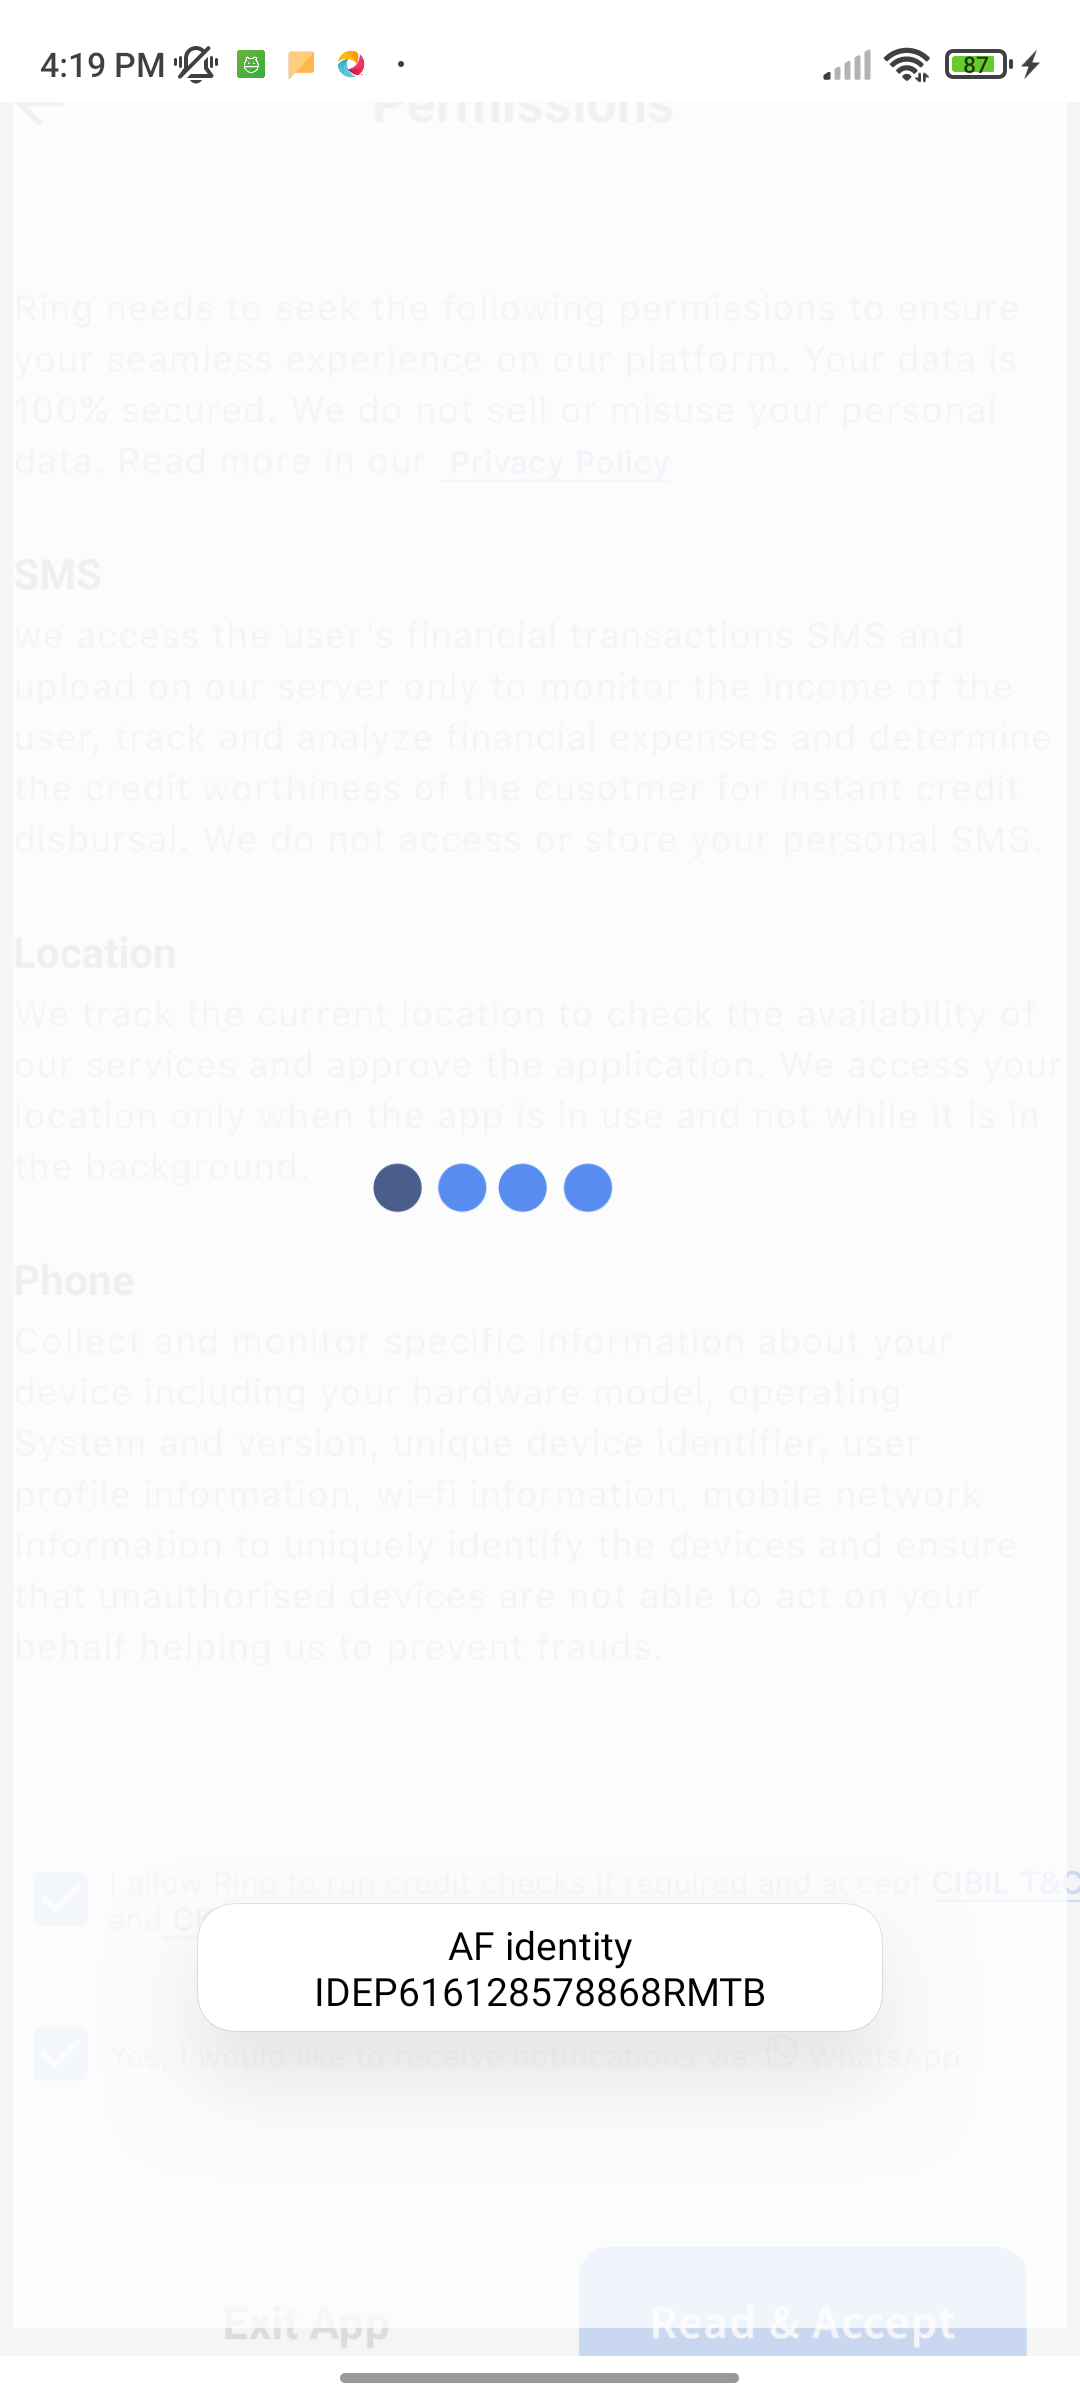 4:19 PM
87
Permissions
Ring needs to seek the following permissions to ensure
your seamless experience on our platform. Your data is
100% secured. We do not sell or misuse your personal
data. Read more in our Privacy Policy
SMS
we access the user's financial transactions SMS and
upload on our server only to monitor the income of the
user, track and analyze financial expenses and determine
the credit worthiness of the cusotmer for instant credit
disbursal. We do not access or store your personal SMS.
Location
We track the current location to check the availability of
our services and approve the application. We access your
location only when the app is in use and not while it is in
the background.
Phone
Collect and monitor specific information about your
device including your hardware model, operating
System and version, unique device identifier, user
profile information, wi-fi information, mobile network
Information to uniquely identify the devices and ensure
that unauthorised devices are not able to act on your
behalf helping us to prevent frauds.
I allow Ring to run credit checks if required and accept CIBIL T&C
and
AF identity
IDEP616128578868RMTB
Yes, I would like to receive notifications via WhatsApp
Exit App
Read & Accept